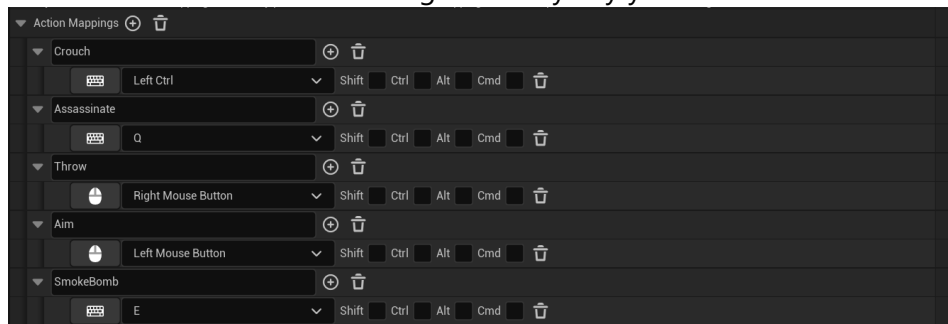 Action Mappings
Crouch
Left Ctrl Shift Ctrl Alt Cmd
Assassinate
Q Shift Ctrl Alt Cmd
Throw
Right Mouse Button Shift Ctrl Alt Cmd
Aim
Left Mouse Button Shift Ctrl Alt Cmd
SmokeBomb
E Shift Ctrl Alt Cmd